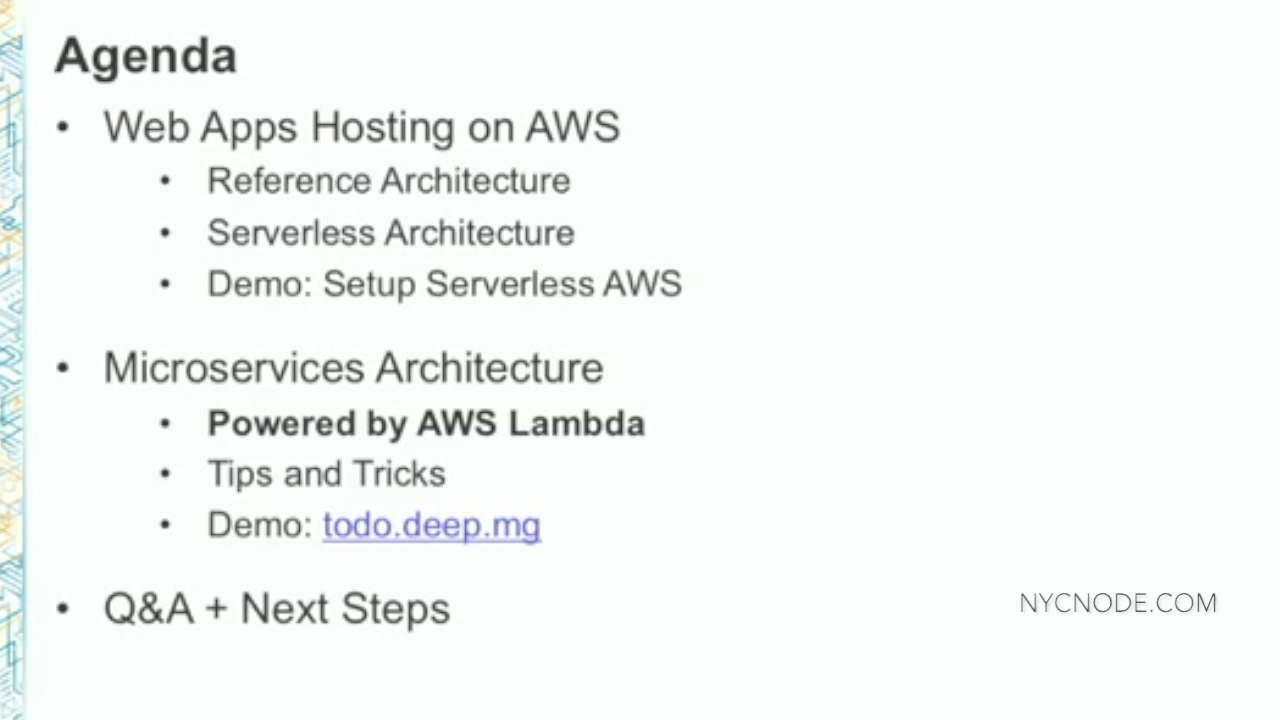 Agenda
• Web Apps Hosting on AWS
• Reference Architecture
• Serverless Architecture
• Demo: Setup Serverless AWS
• Microservices Architecture
• Powered by AWS Lambda
• Tips and Tricks
• Demo: todo.deep.mg
• Q&A + Next Steps
NYCNODE.COM